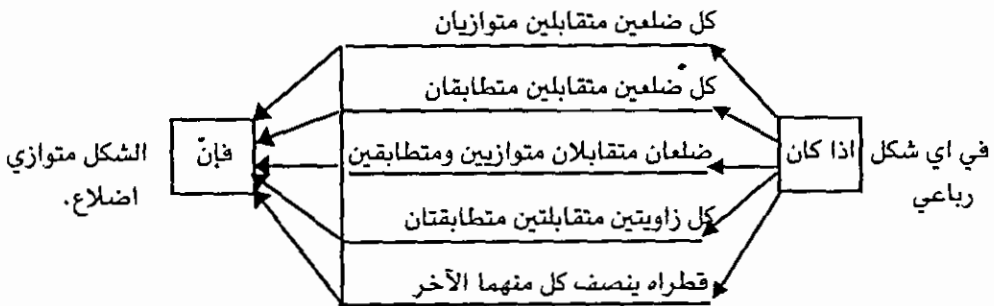 في اي شكل رباعي
اذا كان
كل ضلعين متقابلين متوازيان
كل ضلعين متقابلين متطابقان
ضلعان متقابلان متوازيين ومتطابقين
كل زاويتين متقابلتين متطابقتان
قطراه ينصف كل منهما الآخر
فإنّ
الشكل متوازي
اضلاع.